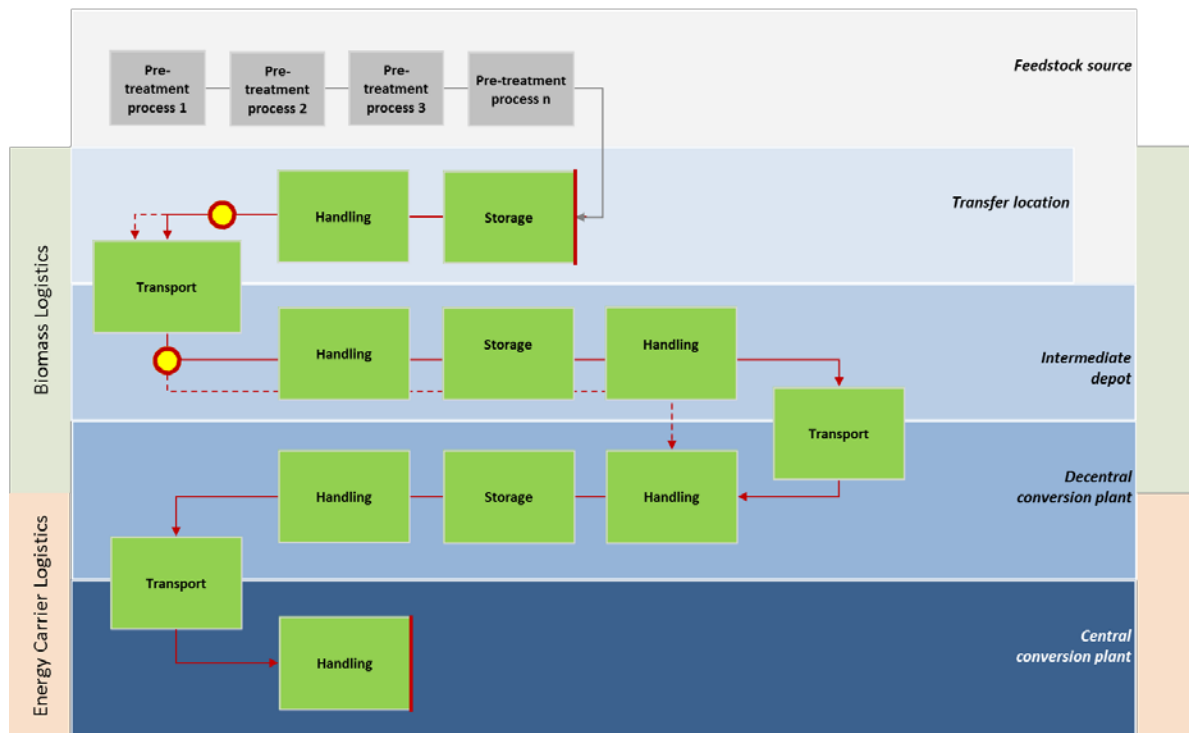 Feedstock source
Pre-
treatment
process 1
Pre-
treatment
process 2
Pre-
treatment
process 3
Pre-treatment
process n
Biomass Logistics
Transfer location
Handling
Storage
Transport
Intermediate
depot
Handling
Storage
Handling
Transport
Decentral
conversion plant
Handling
Storage
Handling
Energy Carrier Logistics
Transport
Central
conversion plant
Handling